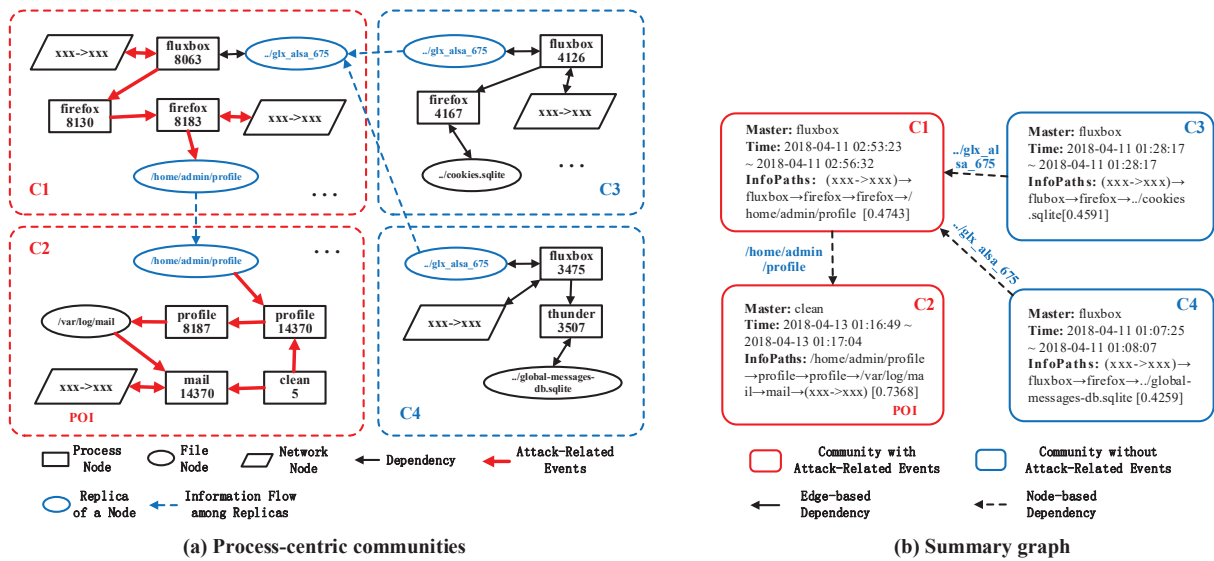 xxx->xxx
fluxbox
8063
../glx_alsa_675
firefox
8130
firefox
8183
xxx->xxx
/home/admin/profile
C1
...
../glx_alsa_675
fluxbox
4126
firefox
4167
xxx->xxx
../cookies.sqlite
...
C3
C2
/home/admin/profile
...
/var/log/mail
profile
8187
profile
14370
xxx->xxx
mail
14370
clean
5
POI
../glx_alsa_675
fluxbox
3475
xxx->xxx
thunder
3507
../global-messages-
db.sqlite
C4
Process
Node
File
Node
Network
Node
Dependency
Attack-Related
Events
Replica
of a Node
Information Flow
among Replicas
(a) Process-centric communities
C1
Master: fluxbox
Time: 2018-04-11 02:53:23
~ 2018-04-11 02:56:32
InfoPaths: (xxx->xxx)→
fluxbox→firefox→firefox→/
home/admin/profile [0.4743]
../glx_al
sa_675
C3
Master: fluxbox
Time: 2018-04-11 01:28:17
~ 2018-04-11 01:28:17
InfoPaths: (xxx->xxx)→
flubox→firefox→../cookies
.sqlite[0.4591]
/home/admin
/profile
../glx_alsa_675
C2
Master: clean
Time: 2018-04-13 01:16:49 ~
2018-04-13 01:17:04
InfoPaths: /home/admin/profile
→profile→profile→/var/log/ma
il→mail→(xxx->xxx) [0.7368]
POI
C4
Master: fluxbox
Time: 2018-04-11 01:07:25
~ 2018-04-11 01:08:07
InfoPaths: (xxx->xxx)→
fluxbox→firefox→../global-
messages-db.sqlite [0.4259]
Community with
Attack-Related Events
Community without
Attack-Related Events
Edge-based
Dependency
Node-based
Dependency
(b) Summary graph